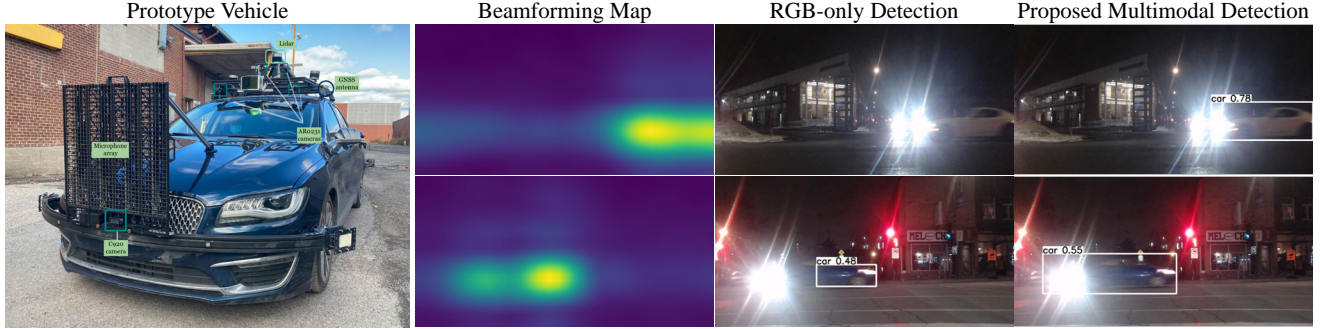 Prototype Vehicle
Beamforming Map
RGB-only Detection
Proposed Multimodal Detection
Lidar
GNSS
antenna
AR0231
cameras
Microphone
array
C920
camera
car 0.78
car 0.48
car 0.55